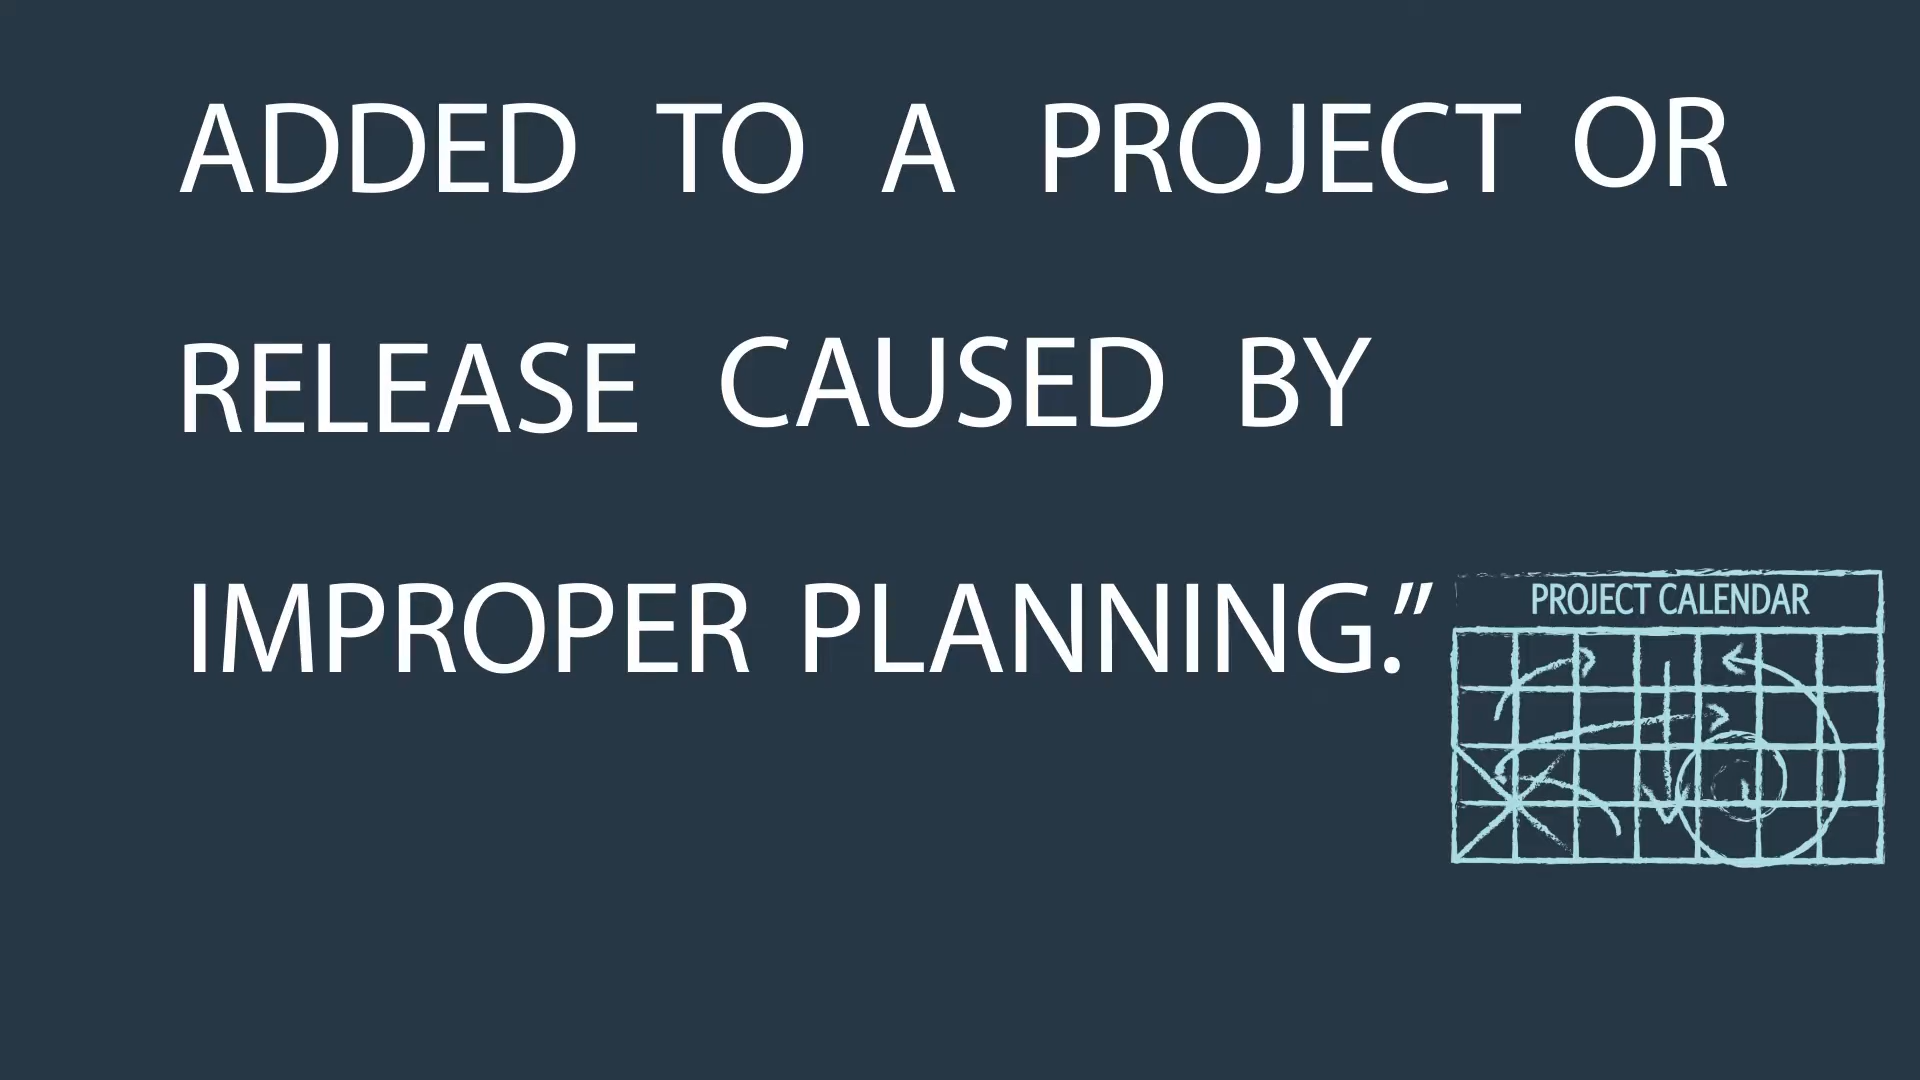 ADDED TO A PROJECT OR
RELEASE CAUSED BY
IMPROPER PLANNING.”
PROJECT CALENDAR